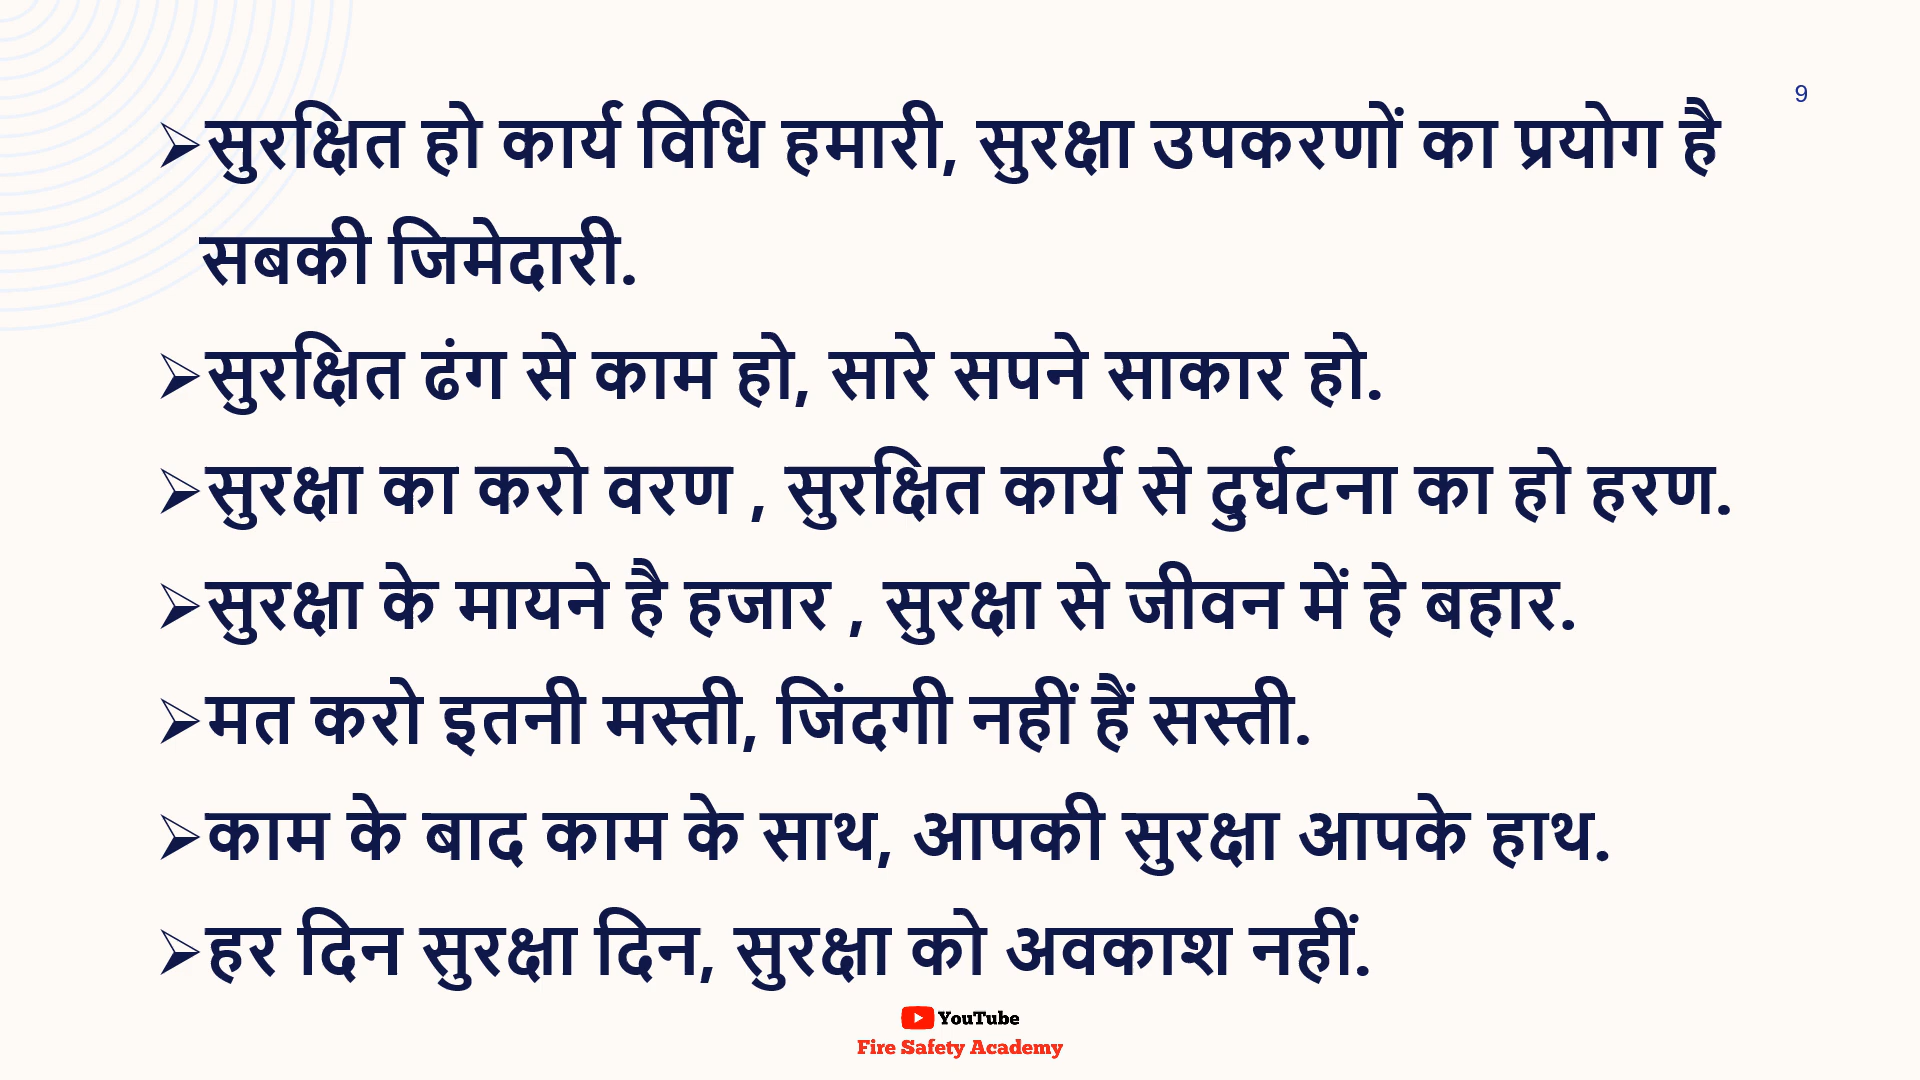 9
➢सुरक्षित हो कार्य विधि हमारी, सुरक्षा उपकरणों का प्रयोग है
सबकी जिमेदारी.
➢सुरक्षित ढंग से काम हो, सारे सपने साकार हो.
➢सुरक्षा का करो वरण , सुरक्षित कार्य से दुर्घटना का हो हरण.
➢सुरक्षा के मायने है हजार , सुरक्षा से जीवन में हे बहार.
➢मत करो इतनी मस्ती, जिंदगी नहीं हैं सस्ती.
➢काम के बाद काम के साथ, आपकी सुरक्षा आपके हाथ.
➢हर दिन सुरक्षा दिन, सुरक्षा को अवकाश नहीं.
YouTube
Fire Safety Academy